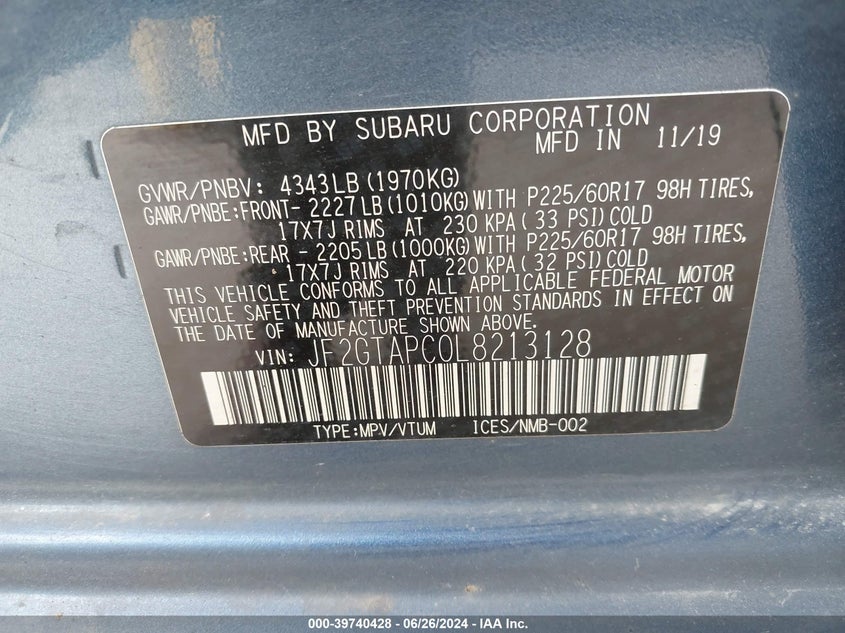 MFD BY SUBARU CORPORATION
MFD IN 11/19
GVWR/PNBV: 4343LB (1970KG)
GAWR/PNBE:FRONT- 2227LB (1010KG) WITH P225/60R17 98H TIRES,
17X7J RIMS AT 230 KPA ( 33 PSI) COLD
GAWR/PNBE:REAR - 2205LB (1000KG) WITH P225/60R17 98H TIRES,
17X7J RIMS AT 220 KPA ( 32 PSI) COLD
THIS VEHICLE CONFORMS TO ALL APPLICABLE FEDERAL MOTOR
VEHICLE SAFETY AND THEFT PREVENTION STANDARDS IN EFFECT ON
THE DATE OF MANUFACTURE SHOWN ABOVE.
VIN: JF2GTAPC0L8213128
TYPE:MPV/VTUM ICES/NMB-002
000-39740428 - 06/26/2024 - IAA Inc.